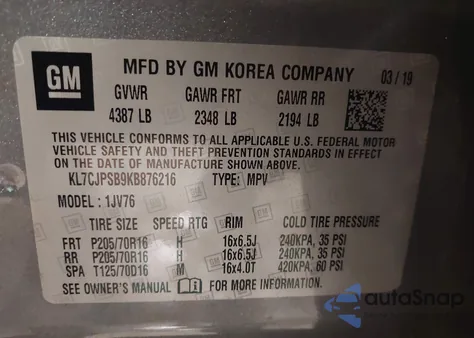 GM
MFD BY GM KOREA COMPANY 03/19
GVWR GAWR FRT GAWR RR
4387 LB 2348 LB 2194 LB
THIS VEHICLE CONFORMS TO ALL APPLICABLE U.S. FEDERAL MOTOR
VEHICLE SAFETY AND THEFT PREVENTION STANDARDS IN EFFECT
ON THE DATE OF MANUFACTURE SHOWN ABOVE.
KL7CJPSB9KB876216 TYPE: MPV
MODEL : 1JV76
TIRE SIZE SPEED RTG RIM COLD TIRE PRESSURE
FRT P205/70R16 H 16x6.5J 240KPA, 35 PSI
RR P205/70R16 H 16x6.5J 240KPA, 35 PSI
SPA T125/70D16 M 16x4.0T 420KPA, 60 PSI
SEE OWNER'S MANUAL FOR MORE INFORMATION.
autoSnap